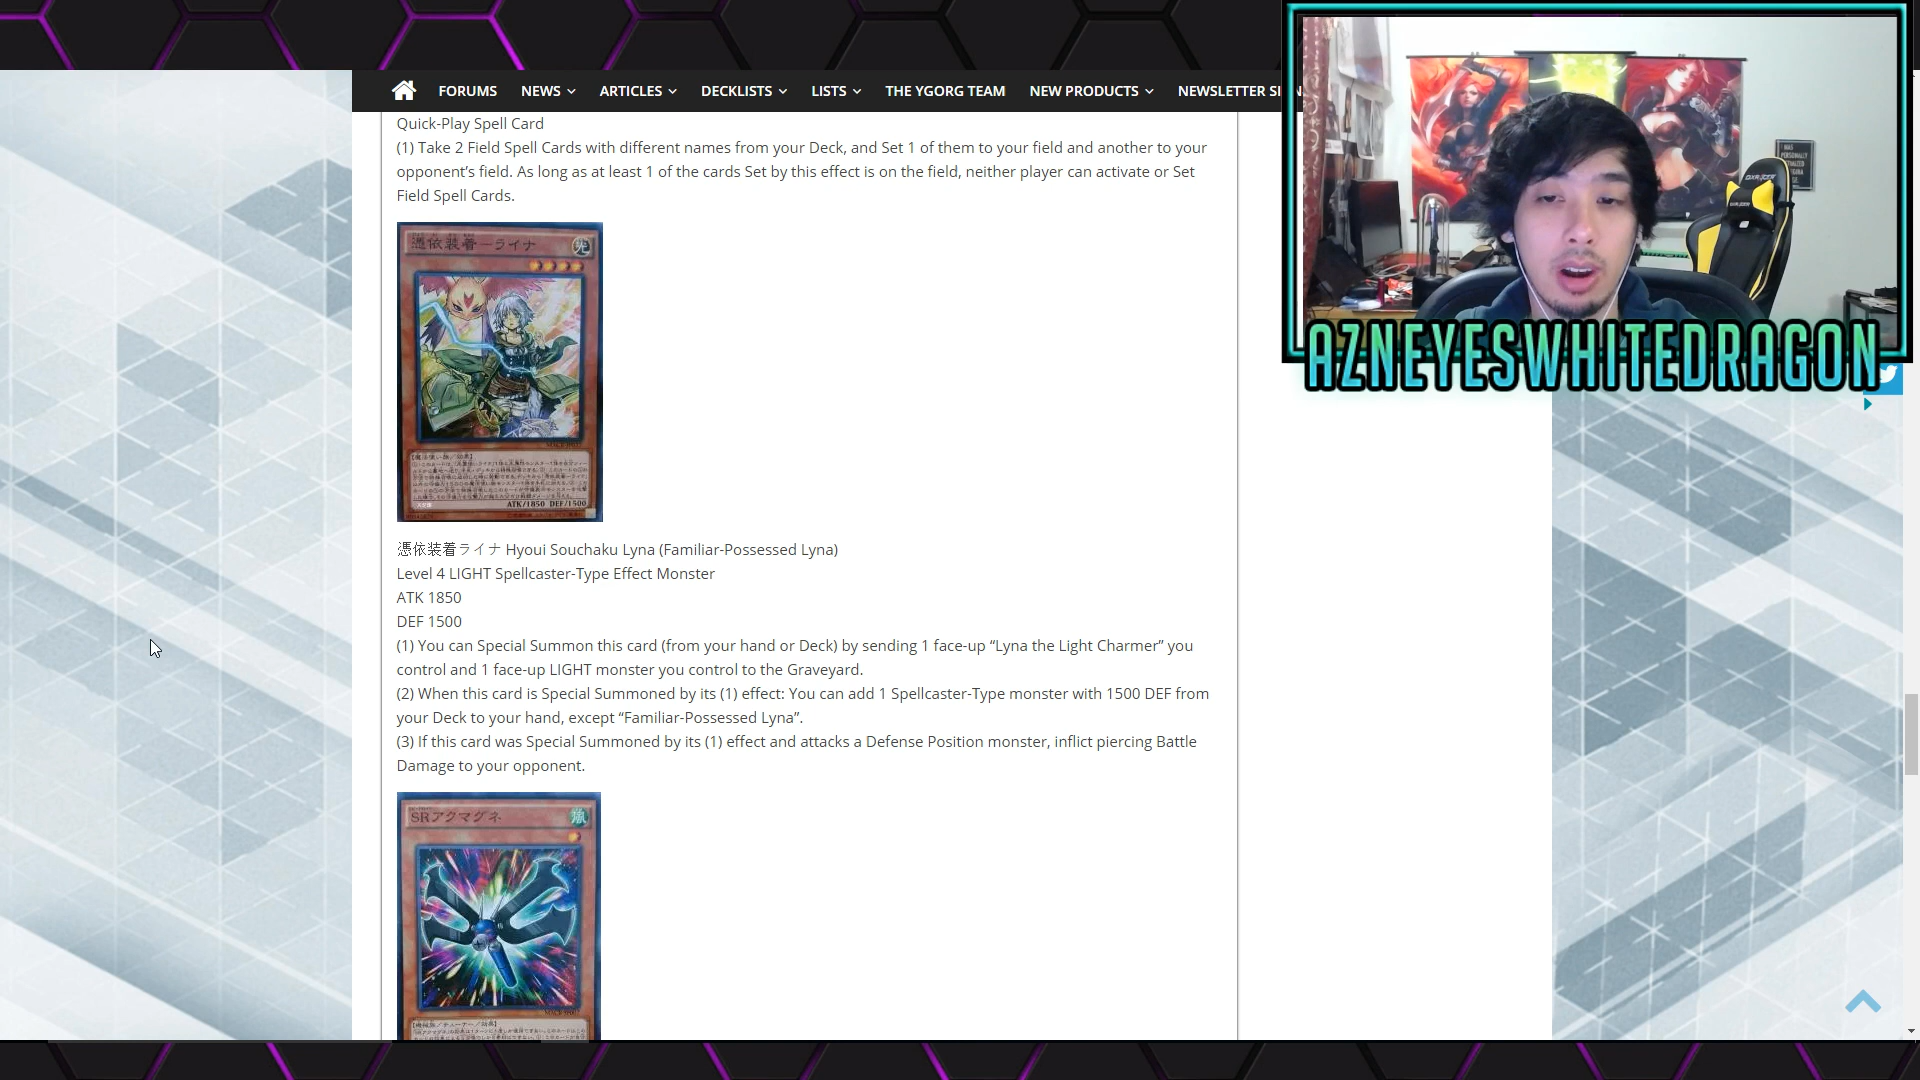 FORUMS NEWS ARTICLES DECKLISTS LISTS THE YGORG TEAM NEW PRODUCTS NEWSLETTER
Quick-Play Spell Card
(1) Take 2 Field Spell Cards with different names from your Deck, and Set 1 of them to your field and another to your
opponent’s field. As long as at least 1 of the cards Set by this effect is on the field, neither player can activate or Set
Field Spell Cards.
憑依装着－ライナ
光
ATK/1850 DEF/1500
憑依装着ライナ Hyoui Souchaku Lyna (Familiar-Possessed Lyna)
Level 4 LIGHT Spellcaster-Type Effect Monster
ATK 1850
DEF 1500
(1) You can Special Summon this card (from your hand or Deck) by sending 1 face-up “Lyna the Light Charmer” you
control and 1 face-up LIGHT monster you control to the Graveyard.
(2) When this card is Special Summoned by its (1) effect: You can add 1 Spellcaster-Type monster with 1500 DEF from
your Deck to your hand, except “Familiar-Possessed Lyna”.
(3) If this card was Special Summoned by its (1) effect and attacks a Defense Position monster, inflict piercing Battle
Damage to your opponent.
SRアクマグネ
風
AZNEYESWHITEDRAGON